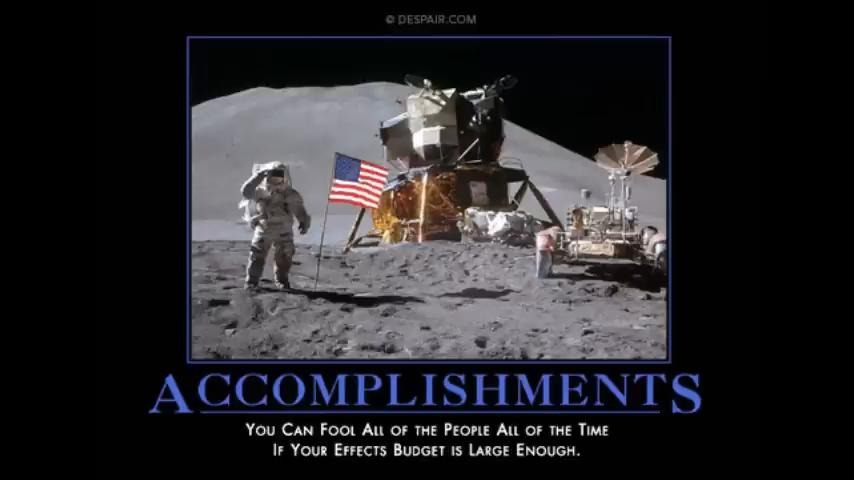 © DESPAIR.COM
ACCOMPLISHMENTS
YOU CAN FOOL ALL OF THE PEOPLE ALL OF THE TIME
IF YOUR EFFECTS BUDGET IS LARGE ENOUGH.